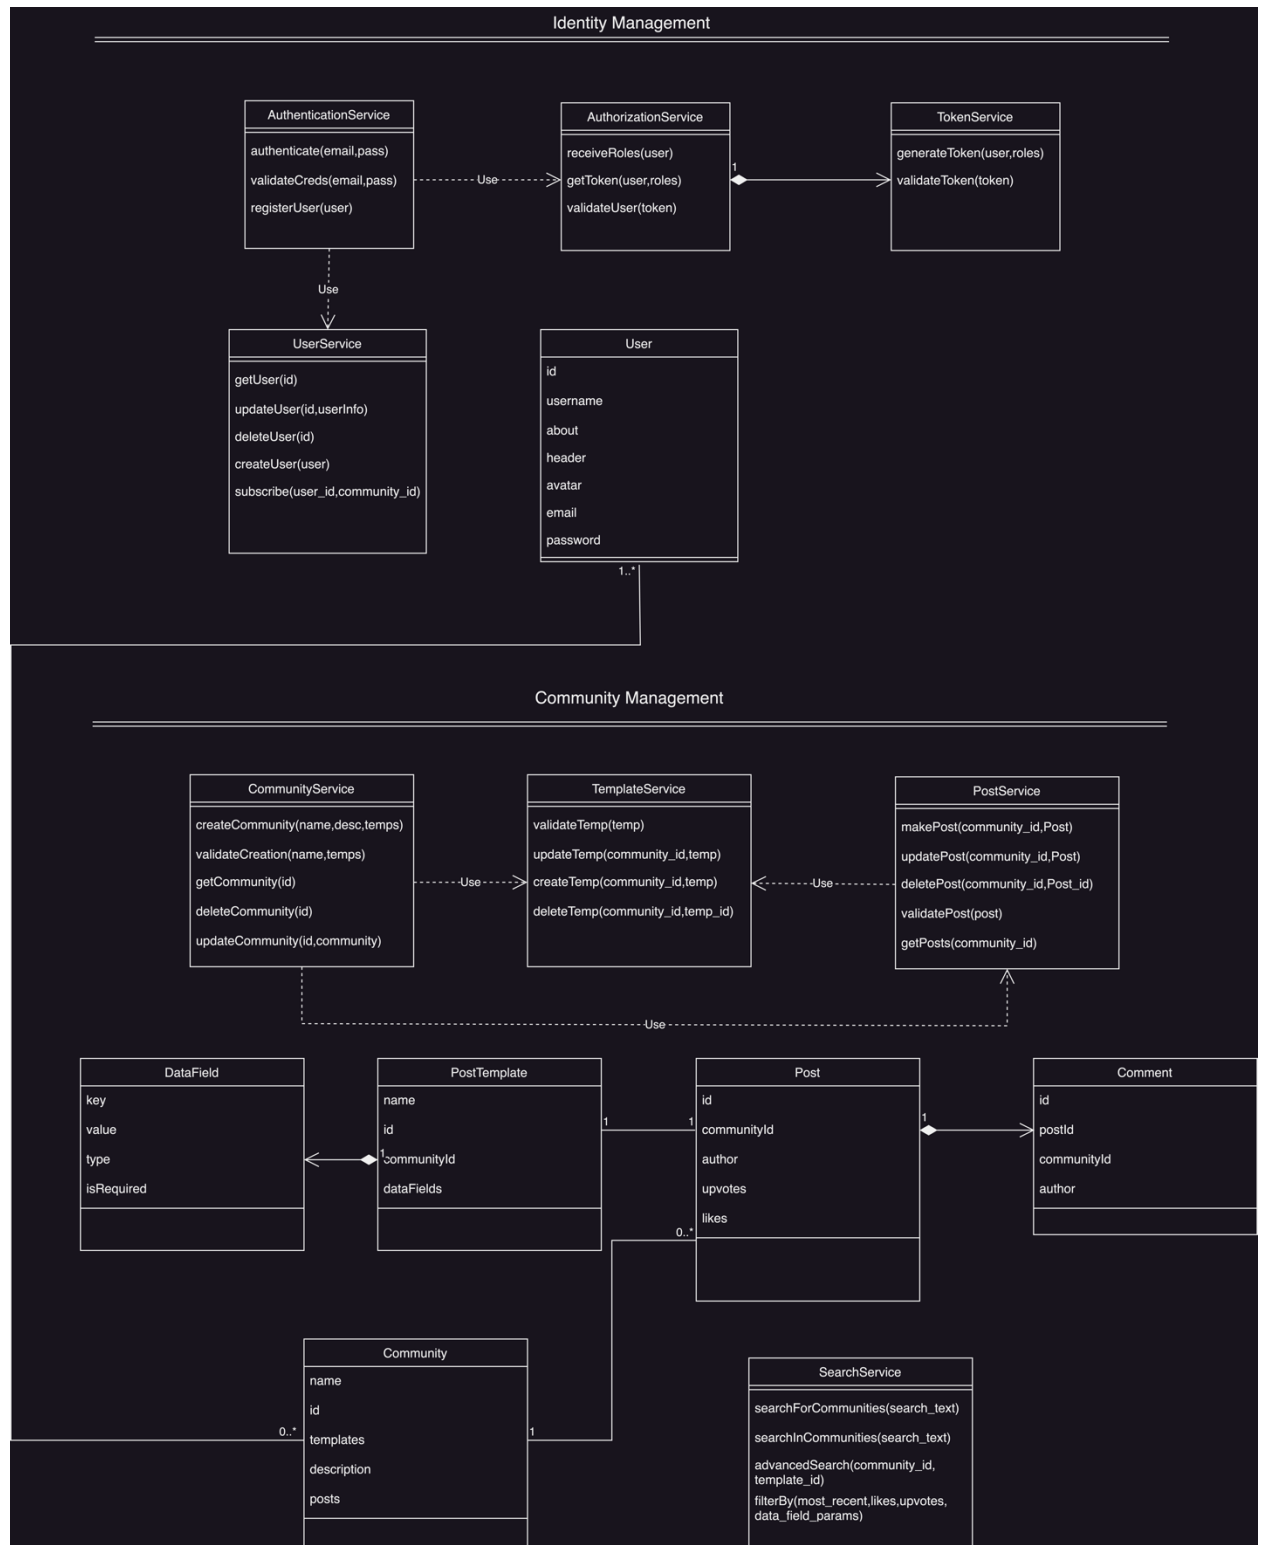 Identity Management
AuthenticationService
authenticate(email,pass)
validateCreds(email,pass)
registerUser(user)
Use
AuthorizationService
receiveRoles(user)
getToken(user,roles)
validateUser(token)
1
TokenService
generateToken(user,roles)
validateToken(token)
Use
UserService
getUser(id)
updateUser(id,userInfo)
deleteUser(id)
createUser(user)
subscribe(user_id,community_id)
User
id
username
about
header
avatar
email
password
1..*
Community Management
CommunityService
createCommunity(name,desc,temps)
validateCreation(name,temps)
getCommunity(id)
deleteCommunity(id)
updateCommunity(id,community)
Use
TemplateService
validateTemp(temp)
updateTemp(community_id,temp)
createTemp(community_id,temp)
deleteTemp(community_id,temp_id)
Use
PostService
makePost(community_id,Post)
updatePost(community_id,Post)
deletePost(community_id,Post_id)
validatePost(post)
getPosts(community_id)
Use
DataField
key
value
type
isRequired
PostTemplate
name
id
1
communityId
dataFields
1
1
Post
id
communityId
author
upvotes
likes
0..*
1
Comment
id
postId
communityId
author
Community
name
id
0..*
templates
1
description
posts
SearchService
searchForCommunities(search_text)
searchInCommunities(search_text)
advancedSearch(community_id,
template_id)
filterBy(most_recent,likes,upvotes,
data_field_params)